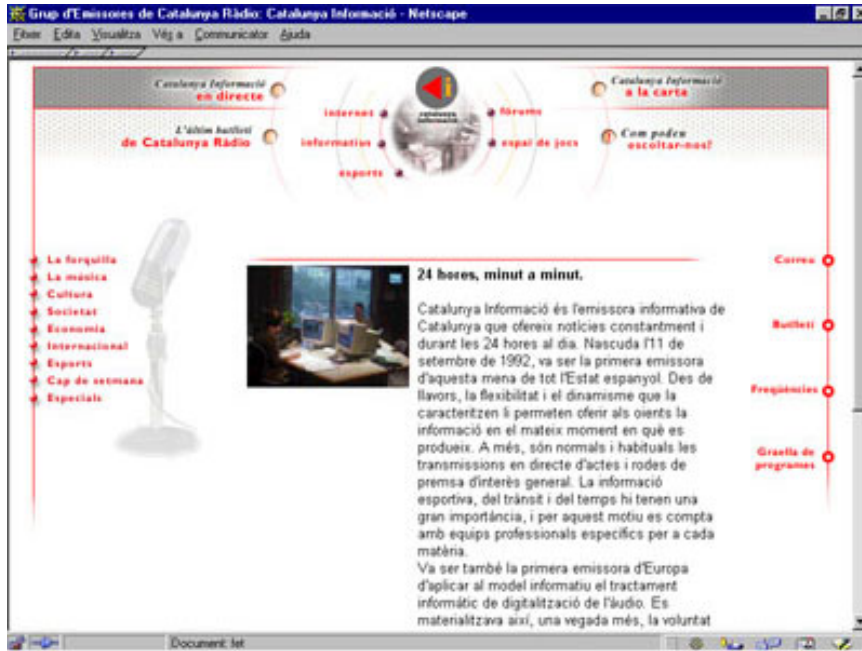 Grup d'Emissores de Catalunya Ràdio: Catalunya Informació - Netscape
Fitxer Edita Visualitza Vés a Communicator Ajuda
Catalunya Informació
en directe
Catalunya Informació
a la carta
internet
catalunya
informació
fòrums
L'últim butlletí
de Catalunya Ràdio
informatius
espai de jocs
Com podeu
escoltar-nos?
esports
La forquilla
La música
Cultura
Societat
Economia
Internacional
Esports
Cap de setmana
Especials
24 hores, minut a minut.
Catalunya Informació és l'emissora informativa de
Catalunya que ofereix notícies constantment i
durant les 24 hores al dia. Nascuda l'11 de
setembre de 1992, va ser la primera emissora
d'aquesta mena de tot l'Estat espanyol. Des de
llavors, la flexibilitat i el dinamisme que la
caracteritzen li permeten oferir als oients la
informació en el mateix moment en què es
produeix. A més, són normals i habituals les
transmissions en directe d'actes i rodes de
premsa d'interès general. La informació
esportiva, del trànsit i del temps hi tenen una
gran importància, i per aquest motiu es compta
amb equips professionals específics per a cada
matèria.
Va ser també la primera emissora d'Europa
d'aplicar al model informatiu el tractament
informàtic de digitalització de l'àudio. Es
materialitzava així, una vegada més, la voluntat
Correu
Butlletí
Freqüències
Graella de
programes
Document: fet